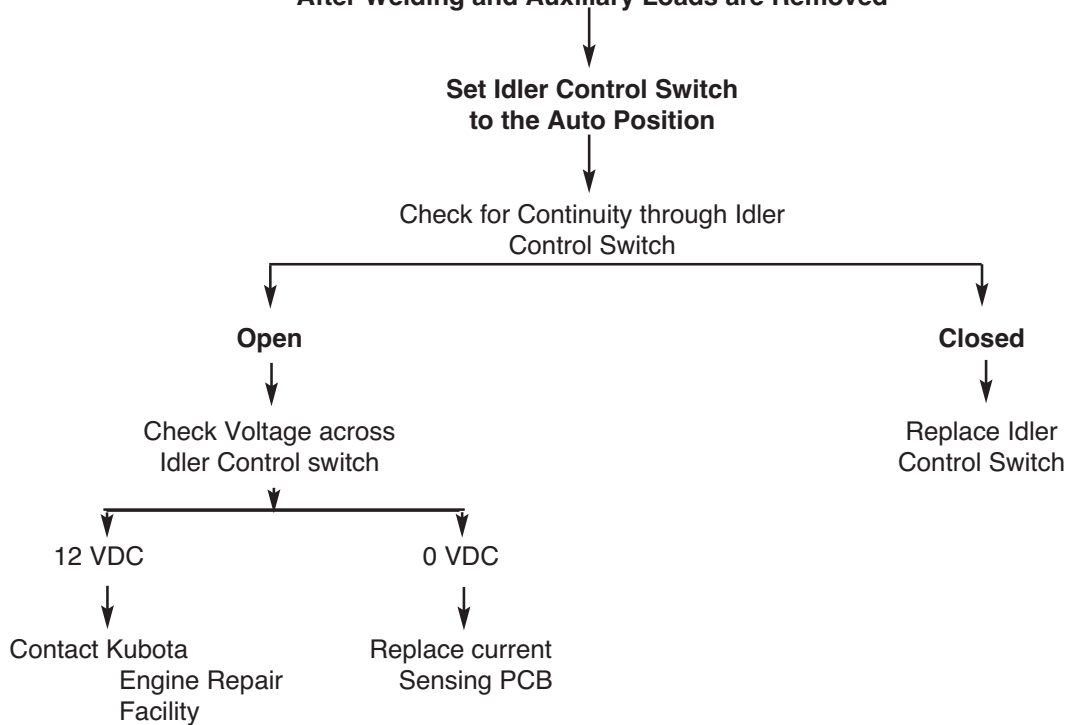 After Welding and Auxiliary Loads are Removed
Set Idler Control Switch
to the Auto Position
Check for Continuity through Idler
Control Switch
Open
Closed
Check Voltage across
Idler Control switch
Replace Idler
Control Switch
12 VDC
0 VDC
Contact Kubota
Engine Repair
Facility
Replace current
Sensing PCB